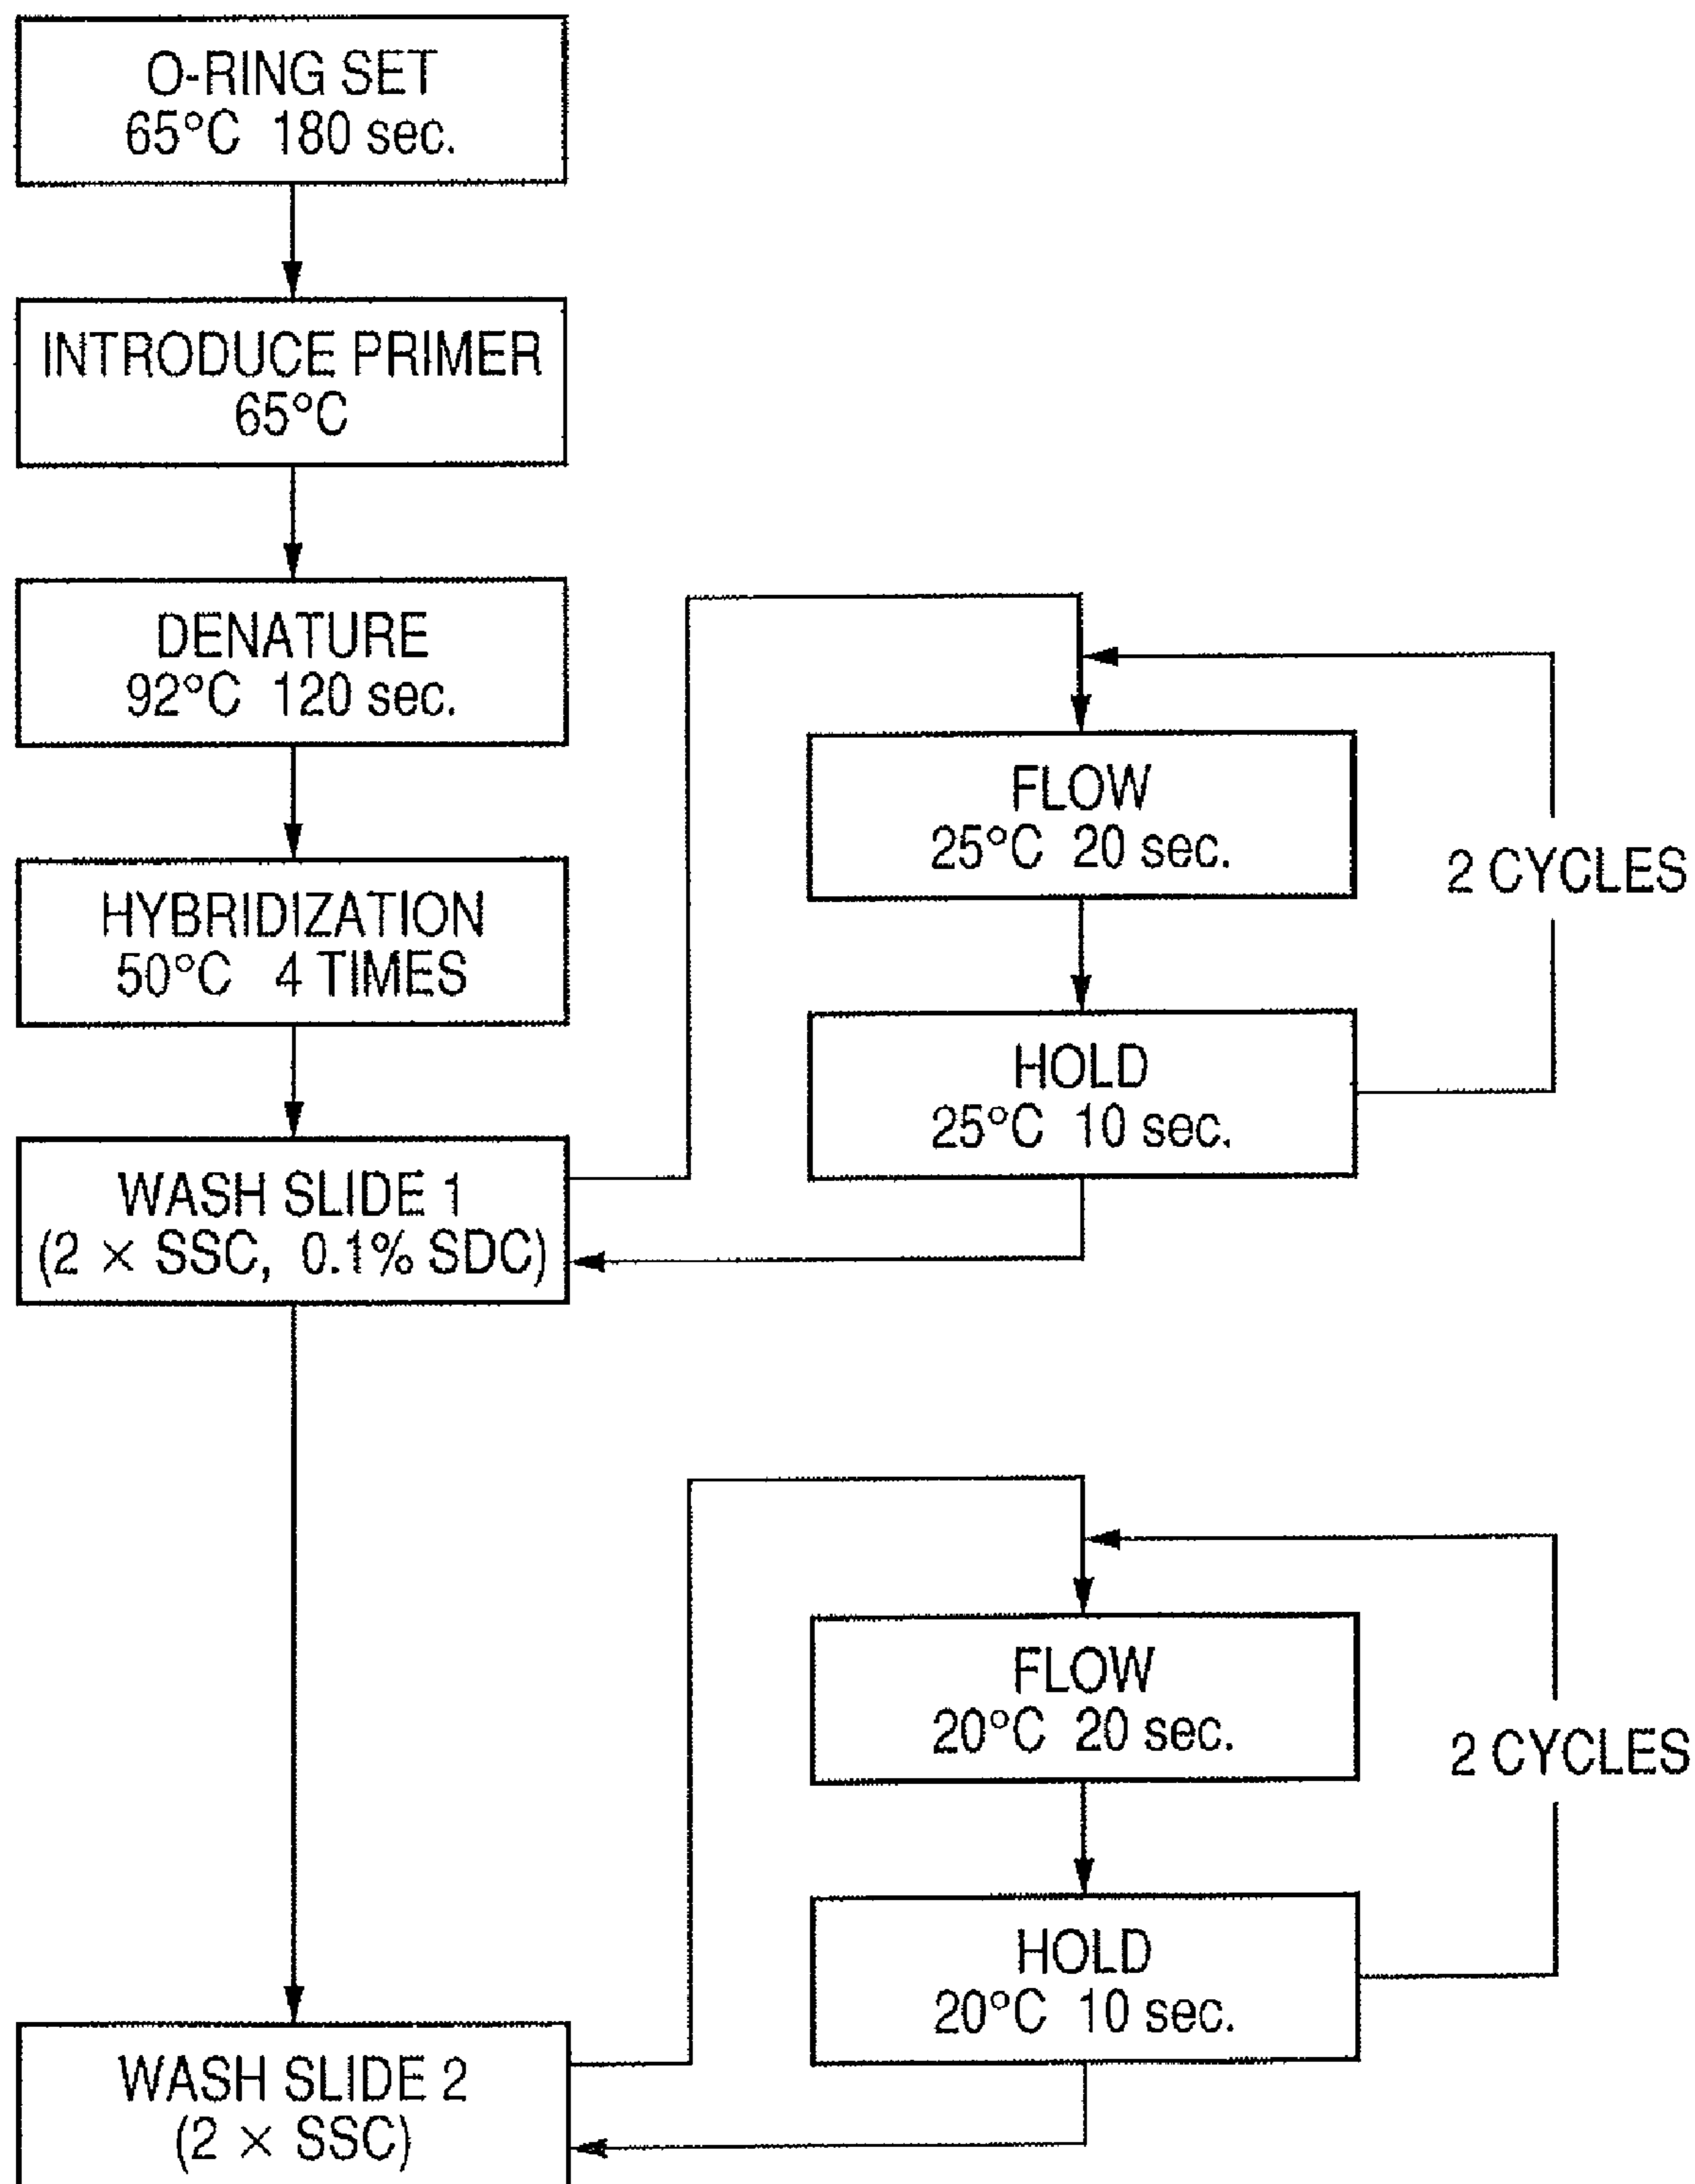 O-RING SET
65°C 180 sec.
INTRODUCE PRIMER
65°C
DENATURE
92°C 120 sec.
HYBRIDIZATION
50°C 4 TIMES
WASH SLIDE 1
(2 × SSC, 0.1% SDC)
FLOW
25°C 20 sec.
HOLD
25°C 10 sec.
2 CYCLES
WASH SLIDE 2
(2 × SSC)
FLOW
20°C 20 sec.
HOLD
20°C 10 sec.
2 CYCLES